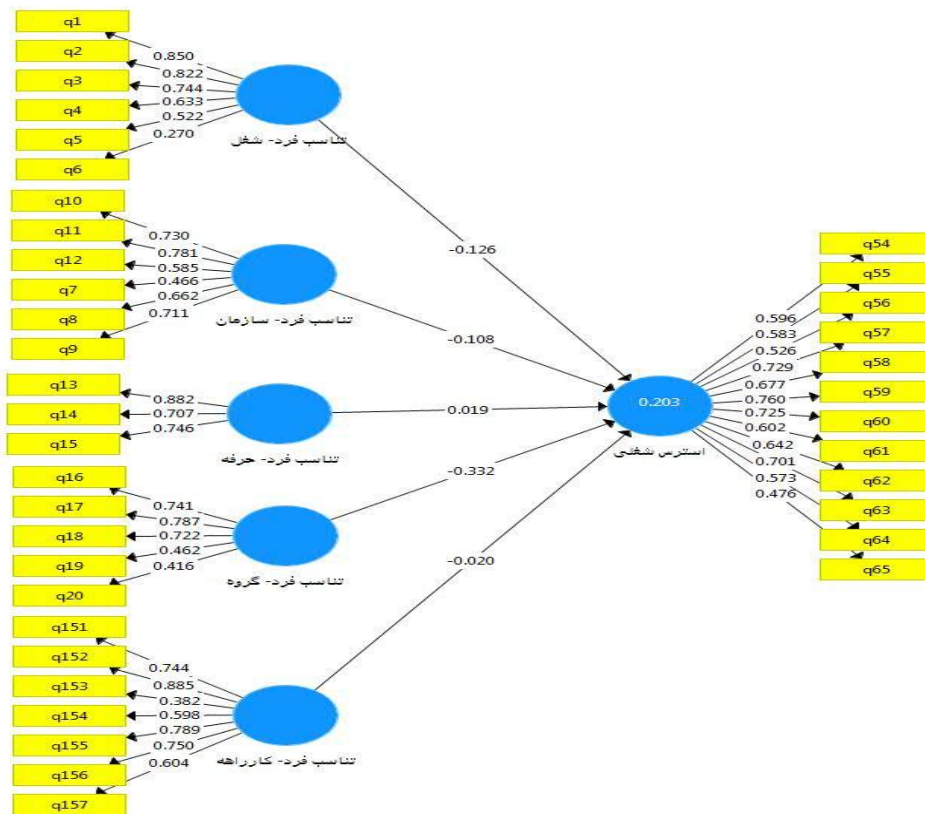 q1
q2
q3
q4
q5
q6
0.850
0.822
0.744
0.633
0.522
0.270
تناسب فرد- شغل
q10
q11
q12
q7
q8
q9
0.730
0.781
0.585
0.466
0.662
0.711
تناسب فرد- سازمان
q13
q14
q15
0.882
0.707
0.746
تناسب فرد- حرفه
q16
q17
q18
q19
q20
0.741
0.787
0.722
0.462
0.416
تناسب فرد- گروه
q151
q152
q153
q154
q155
q156
q157
0.744
0.885
0.382
0.598
0.789
0.750
0.604
تناسب فرد- کارراهه
-0.126
-0.108
0.019
-0.332
-0.020
0.203
استرس شغلی
0.596
0.583
0.526
0.729
0.677
0.760
0.725
0.602
0.642
0.701
0.573
0.476
q54
q55
q56
q57
q58
q59
q60
q61
q62
q63
q64
q65